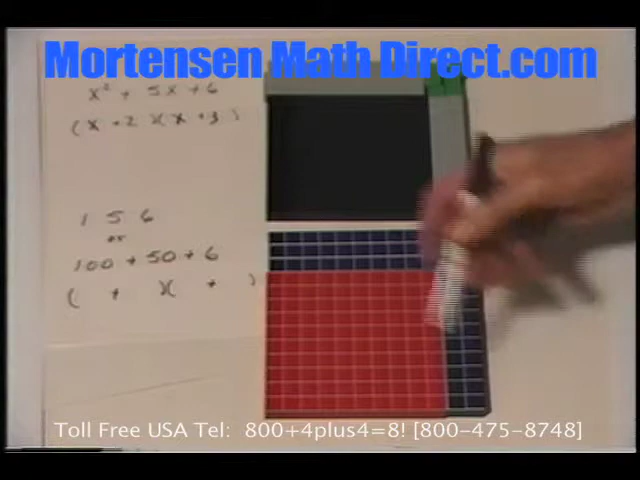 Mortensen Math Direct.com
x² + 5x + 6
(x + 2)(x + 3)
1 5 6
or
100 + 50 + 6
( + )( + )
Toll Free USA Tel: 800+4plus4=8! [800-475-8748]